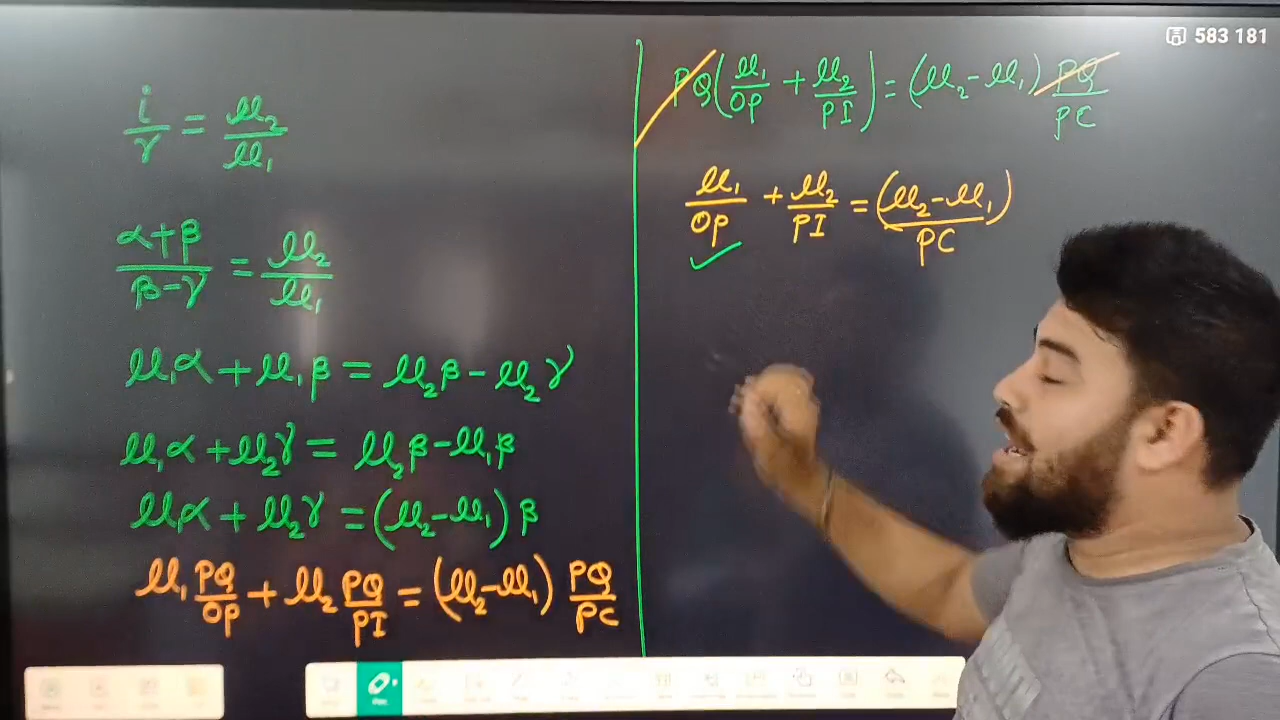 i/r = μ₂/μ₁
α+β/β-γ = μ₂/μ₁
μ₁α + μ₁β = μ₂β - μ₂γ
μ₁α + μ₂γ = μ₂β - μ₁β
μ₁α + μ₂γ = (μ₂-μ₁) β
μ₁ PQ/OP + μ₂ PQ/PI = (μ₂-μ₁) PQ/PC
PQ(μ₁/OP + μ₂/PI) = (μ₂-μ₁) PQ/PC
μ₁/OP + μ₂/PI = (μ₂-μ₁)/PC
583 181